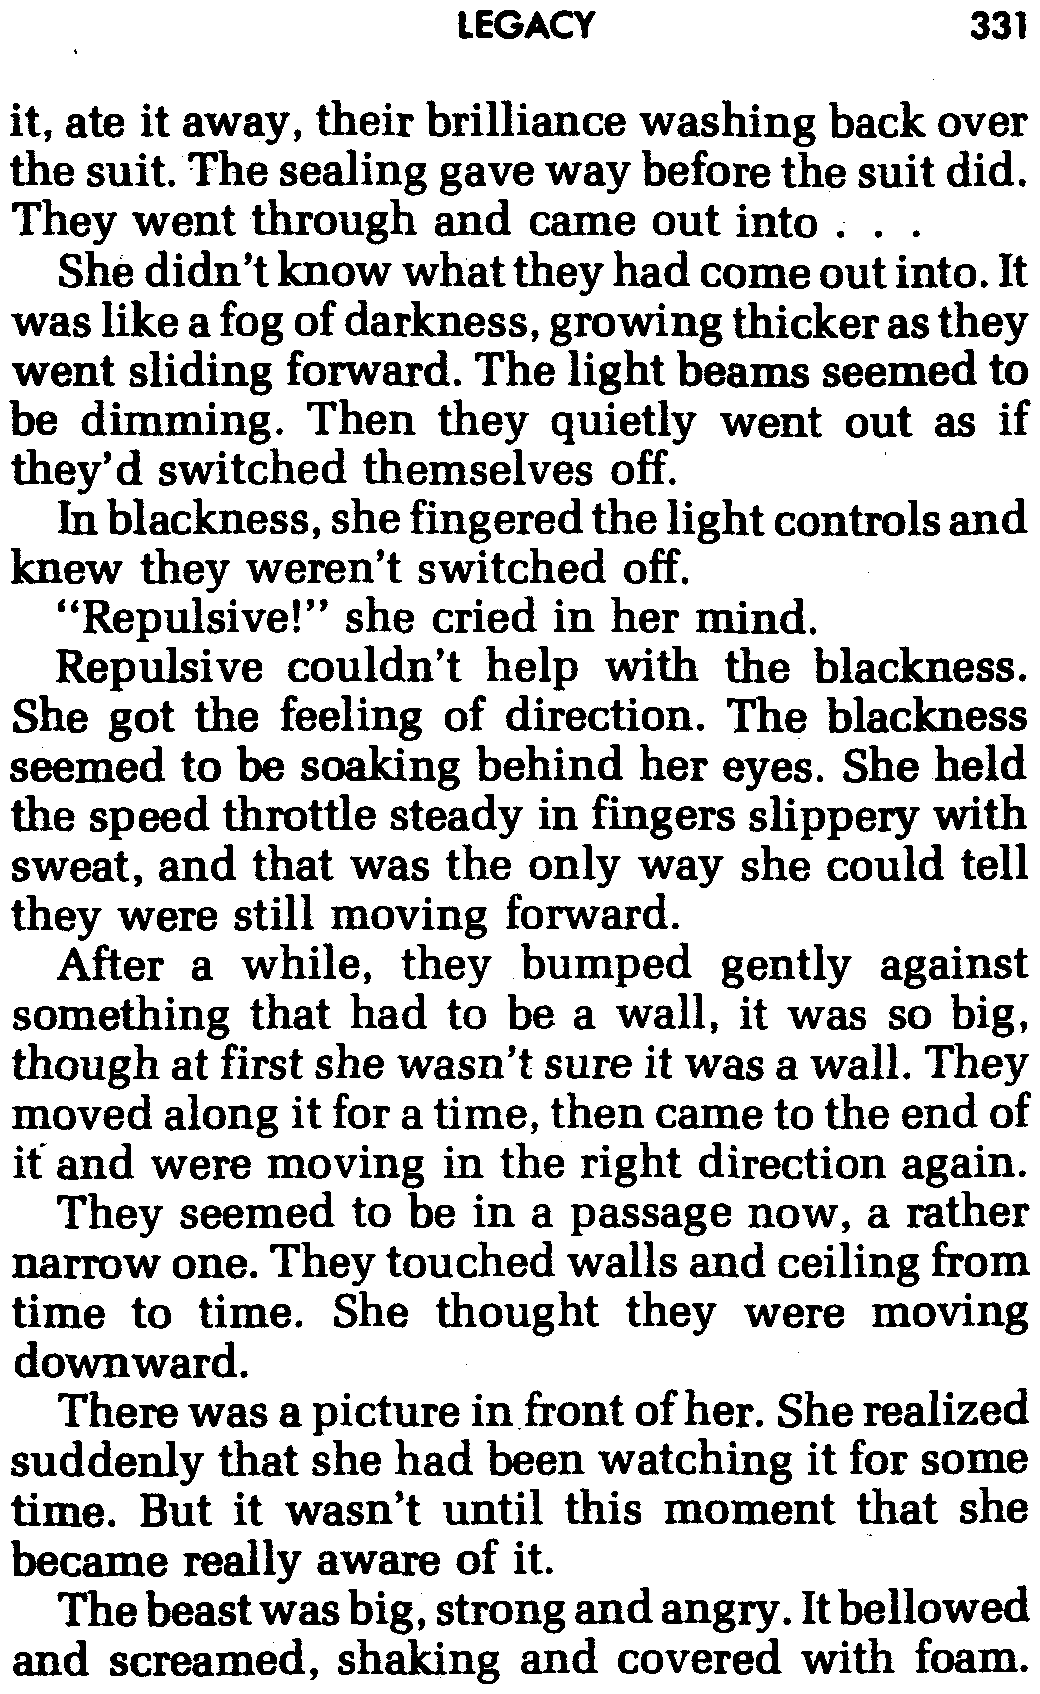 LEGACY 331
it, ate it away, their brilliance washing back over
the suit. The sealing gave way before the suit did.
They went through and came out into . . .
She didn't know what they had come out into. It
was like a fog of darkness, growing thicker as they
went sliding forward. The light beams seemed to
be dimming. Then they quietly went out as if
they'd switched themselves off.
In blackness, she fingered the light controls and
knew they weren't switched off.
“Repulsive!” she cried in her mind.
Repulsive couldn't help with the blackness.
She got the feeling of direction. The blackness
seemed to be soaking behind her eyes. She held
the speed throttle steady in fingers slippery with
sweat, and that was the only way she could tell
they were still moving forward.
After a while, they bumped gently against
something that had to be a wall, it was so big,
though at first she wasn't sure it was a wall. They
moved along it for a time, then came to the end of
it and were moving in the right direction again.
They seemed to be in a passage now, a rather
narrow one. They touched walls and ceiling from
time to time. She thought they were moving
downward.
There was a picture in front of her. She realized
suddenly that she had been watching it for some
time. But it wasn't until this moment that she
became really aware of it.
The beast was big, strong and angry. It bellowed
and screamed, shaking and covered with foam.